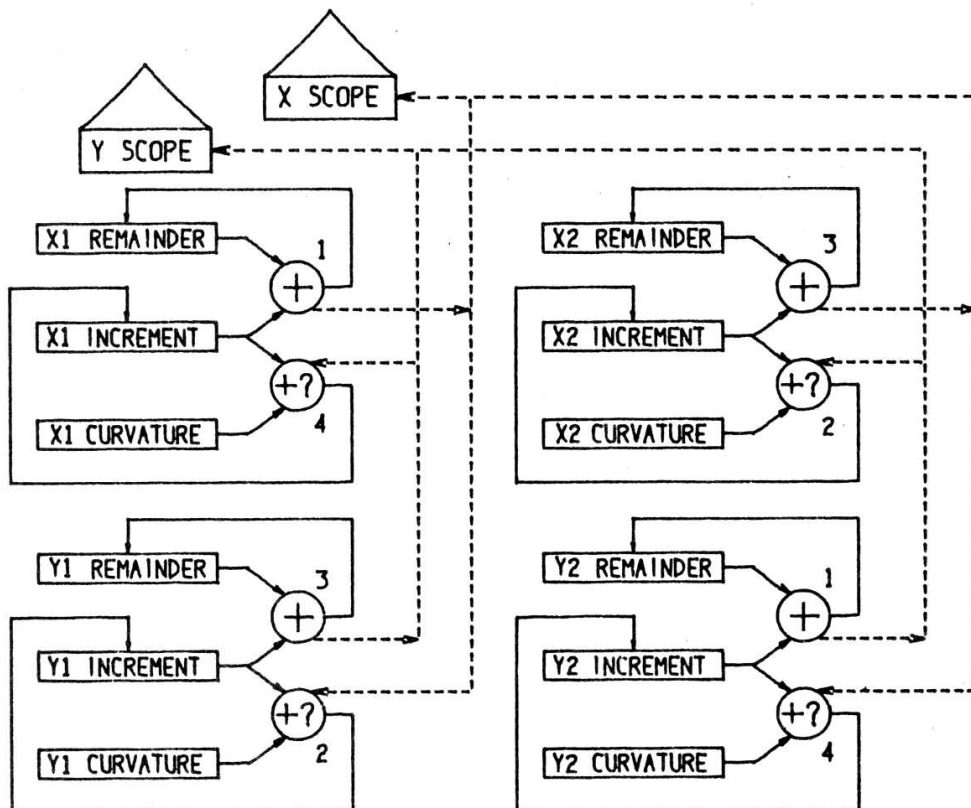 X SCOPE
Y SCOPE
X1 REMAINDER
1
X1 INCREMENT
+
+?
X1 CURVATURE
4
X2 REMAINDER
3
X2 INCREMENT
+
+?
X2 CURVATURE
2
Y1 REMAINDER
3
Y1 INCREMENT
+
+?
Y1 CURVATURE
2
Y2 REMAINDER
1
Y2 INCREMENT
+
+?
Y2 CURVATURE
4